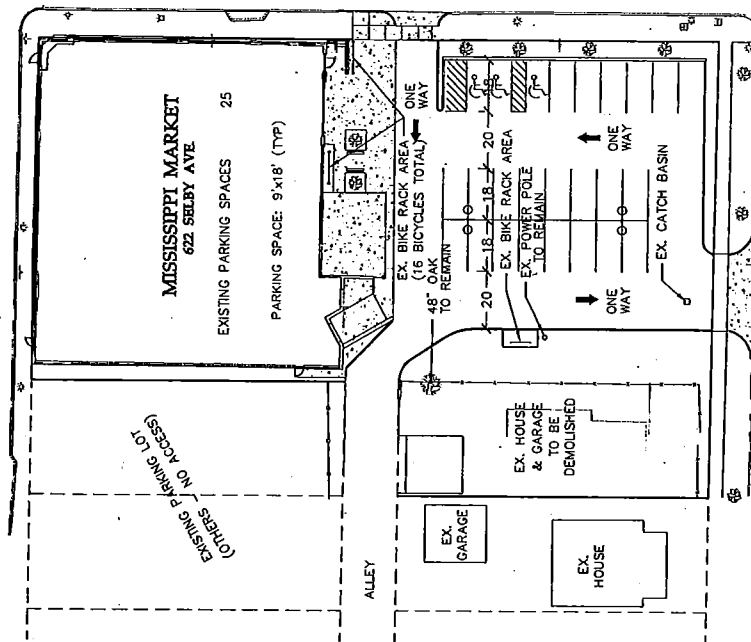 MISSISSIPPI MARKET
622 SELBY AVE.
EXISTING PARKING SPACES 25
PARKING SPACE: 9'x18' (TYP)
ONE
WAY
EX. BIKE RACK AREA
(16 BICYCLES TOTAL)
48" OAK
TO REMAIN
20
18
18
20
18
EX. BIKE RACK AREA
EX. POWER POLE
TO REMAIN
ONE
WAY
ONE
WAY
EX. CATCH BASIN
EXISTING PARKING LOT
(OTHERS - NO ACCESS)
EX. HOUSE
& GARAGE
TO BE
DEMOLISHED
ALLEY
EX.
GARAGE
EX.
HOUSE